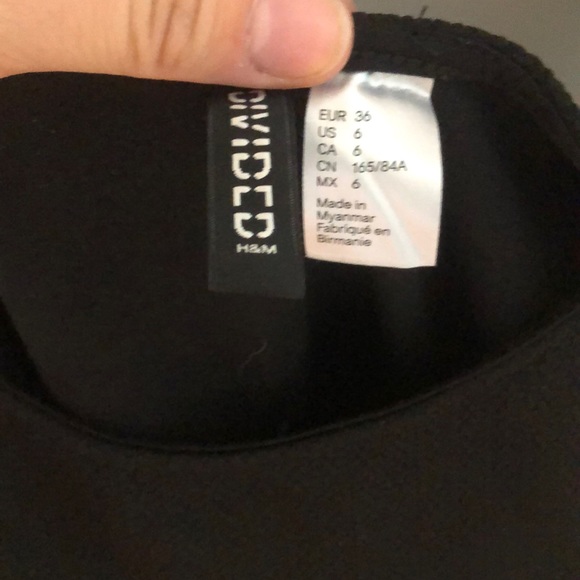 DIVIDED
H&M
EUR 36
US 6
CA 6
CN 165/84A
MX 6
Made in
Myanmar
Fabriqué en
Birmanie